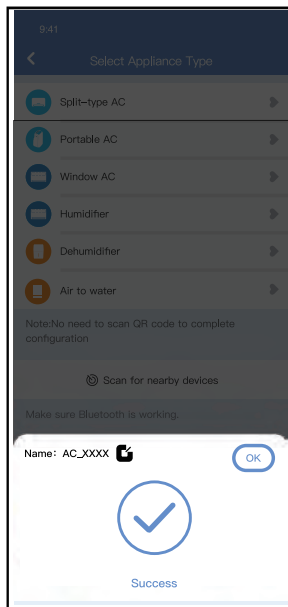 9:41
Select Appliance Type
Split-type AC
Portable AC
Window AC
Humidifier
Dehumidifier
Air to water
Note:No need to scan QR code to complete
configuration
Scan for nearby devices
Make sure Bluetooth is working.
Name: AC_XXXX
OK
Success